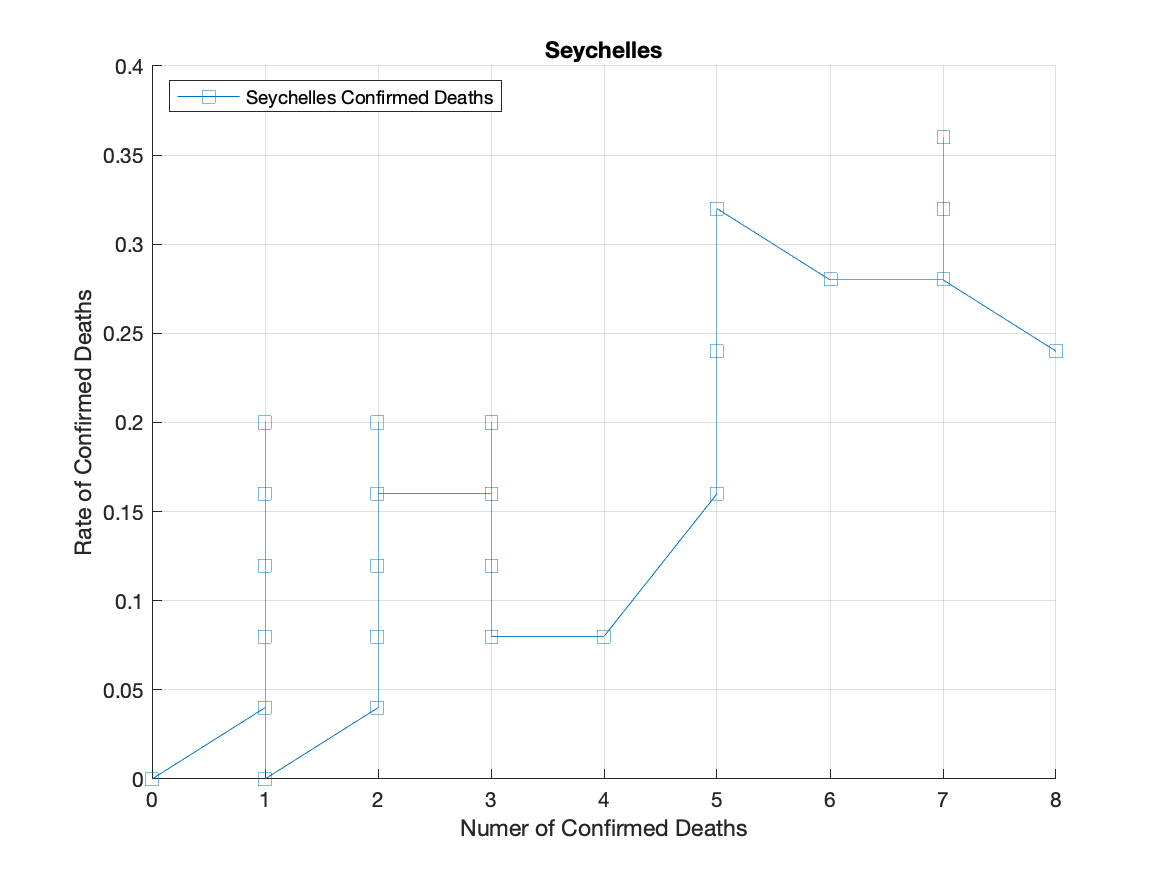 Seychelles
Seychelles Confirmed Deaths
Rate of Confirmed Deaths
0.4
0.35
0.3
0.25
0.2
0.15
0.1
0.05
0
0 1 2 3 4 5 6 7 8
Numer of Confirmed Deaths